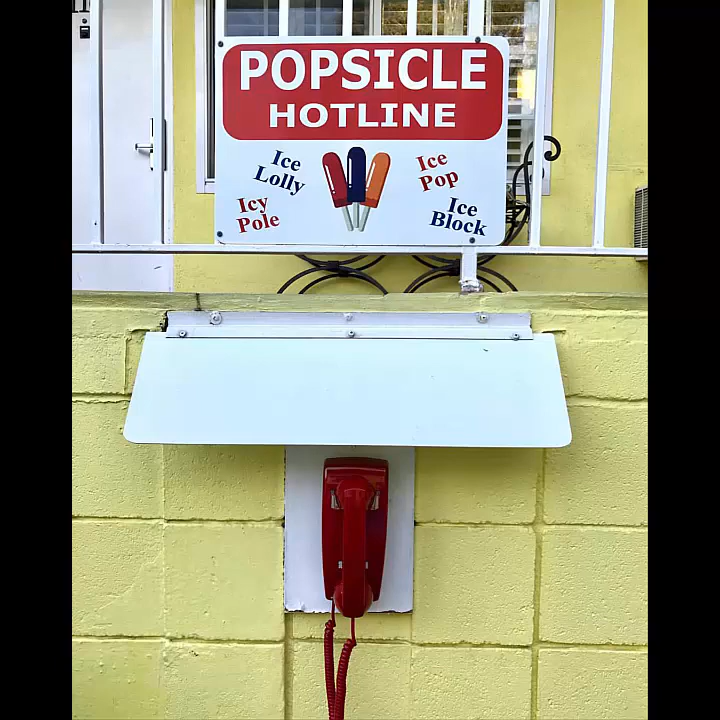 POPSICLE
HOTLINE
Ice
Lolly
Ice
Pop
Icy
Pole
Ice
Block